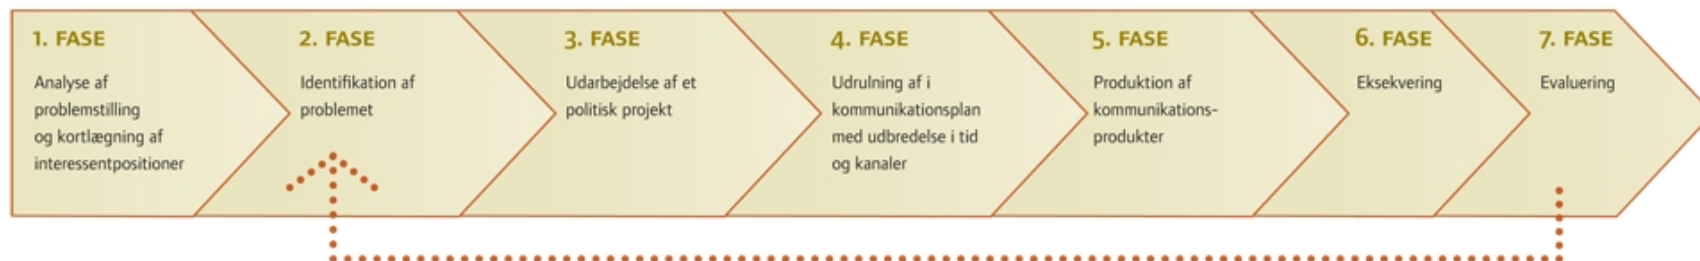 1. FASE
Analyse af
problemstilling
og kortlægning af
interessentpositioner
2. FASE
Identifikation af
problemet
3. FASE
Udarbejdelse af et
politisk projekt
4. FASE
Udrulning af i
kommunikationsplan
med udbredelse i tid
og kanaler
5. FASE
Produktion af
kommunikations-
produkter
6. FASE
Eksekvering
7. FASE
Evaluering